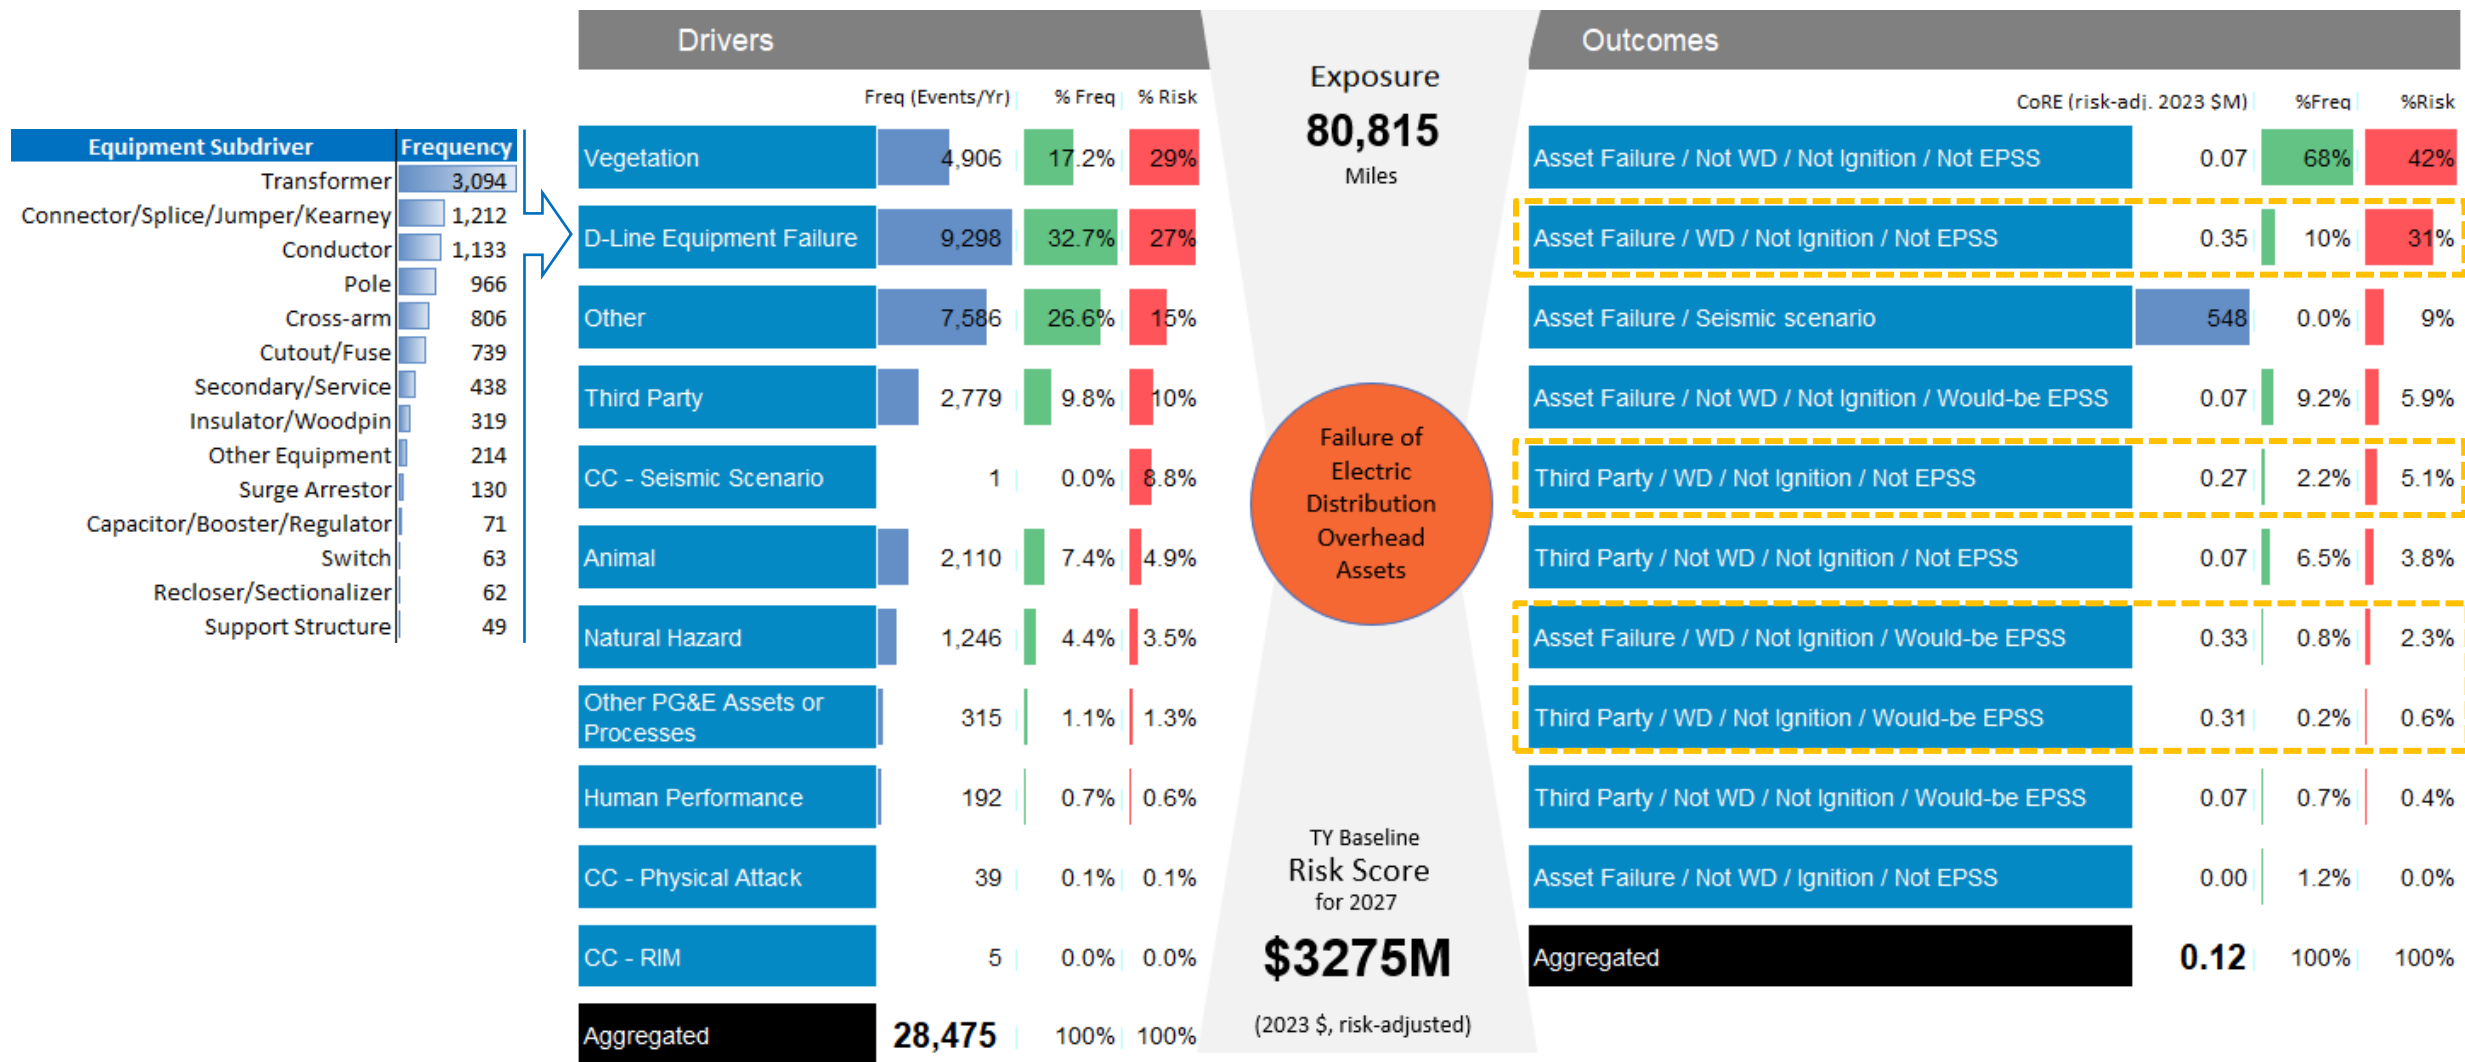 Equipment Subdriver Frequency
Transformer 3,094
Connector/Splice/Jumper/Kearney 1,212
Conductor 1,133
Pole 966
Cross-arm 806
Cutout/Fuse 739
Secondary/Service 438
Insulator/Woodpin 319
Other Equipment 214
Surge Arrestor 130
Capacitor/Booster/Regulator 71
Switch 63
Recloser/Sectionalizer 62
Support Structure 49
Drivers
Freq (Events/Yr) % Freq % Risk
Vegetation 4,906 17.2% 29%
D-Line Equipment Failure 9,298 32.7% 27%
Other 7,586 26.6% 15%
Third Party 2,779 9.8% 10%
CC - Seismic Scenario 1 0.0% 8.8%
Animal 2,110 7.4% 4.9%
Natural Hazard 1,246 4.4% 3.5%
Other PG&E Assets or
Processes 315 1.1% 1.3%
Human Performance 192 0.7% 0.6%
CC - Physical Attack 39 0.1% 0.1%
CC - RIM 5 0.0% 0.0%
Aggregated 28,475 100% 100%
Exposure
80,815
Miles
Failure of
Electric
Distribution
Overhead
Assets
TY Baseline
Risk Score
for 2027
$3275M
(2023 $, risk-adjusted)
Outcomes
CoRE (risk-adj. 2023 $M) %Freq %Risk
Asset Failure / Not WD / Not Ignition / Not EPSS 0.07 68% 42%
Asset Failure / WD / Not Ignition / Not EPSS 0.35 10% 31%
Asset Failure / Seismic scenario 548 0.0% 9%
Asset Failure / Not WD / Not Ignition / Would-be EPSS 0.07 9.2% 5.9%
Third Party / WD / Not Ignition / Not EPSS 0.27 2.2% 5.1%
Third Party / Not WD / Not Ignition / Not EPSS 0.07 6.5% 3.8%
Asset Failure / WD / Not Ignition / Would-be EPSS 0.33 0.8% 2.3%
Third Party / WD / Not Ignition / Would-be EPSS 0.31 0.2% 0.6%
Third Party / Not WD / Not Ignition / Would-be EPSS 0.07 0.7% 0.4%
Asset Failure / Not WD / Ignition / Not EPSS 0.00 1.2% 0.0%
Aggregated 0.12 100% 100%